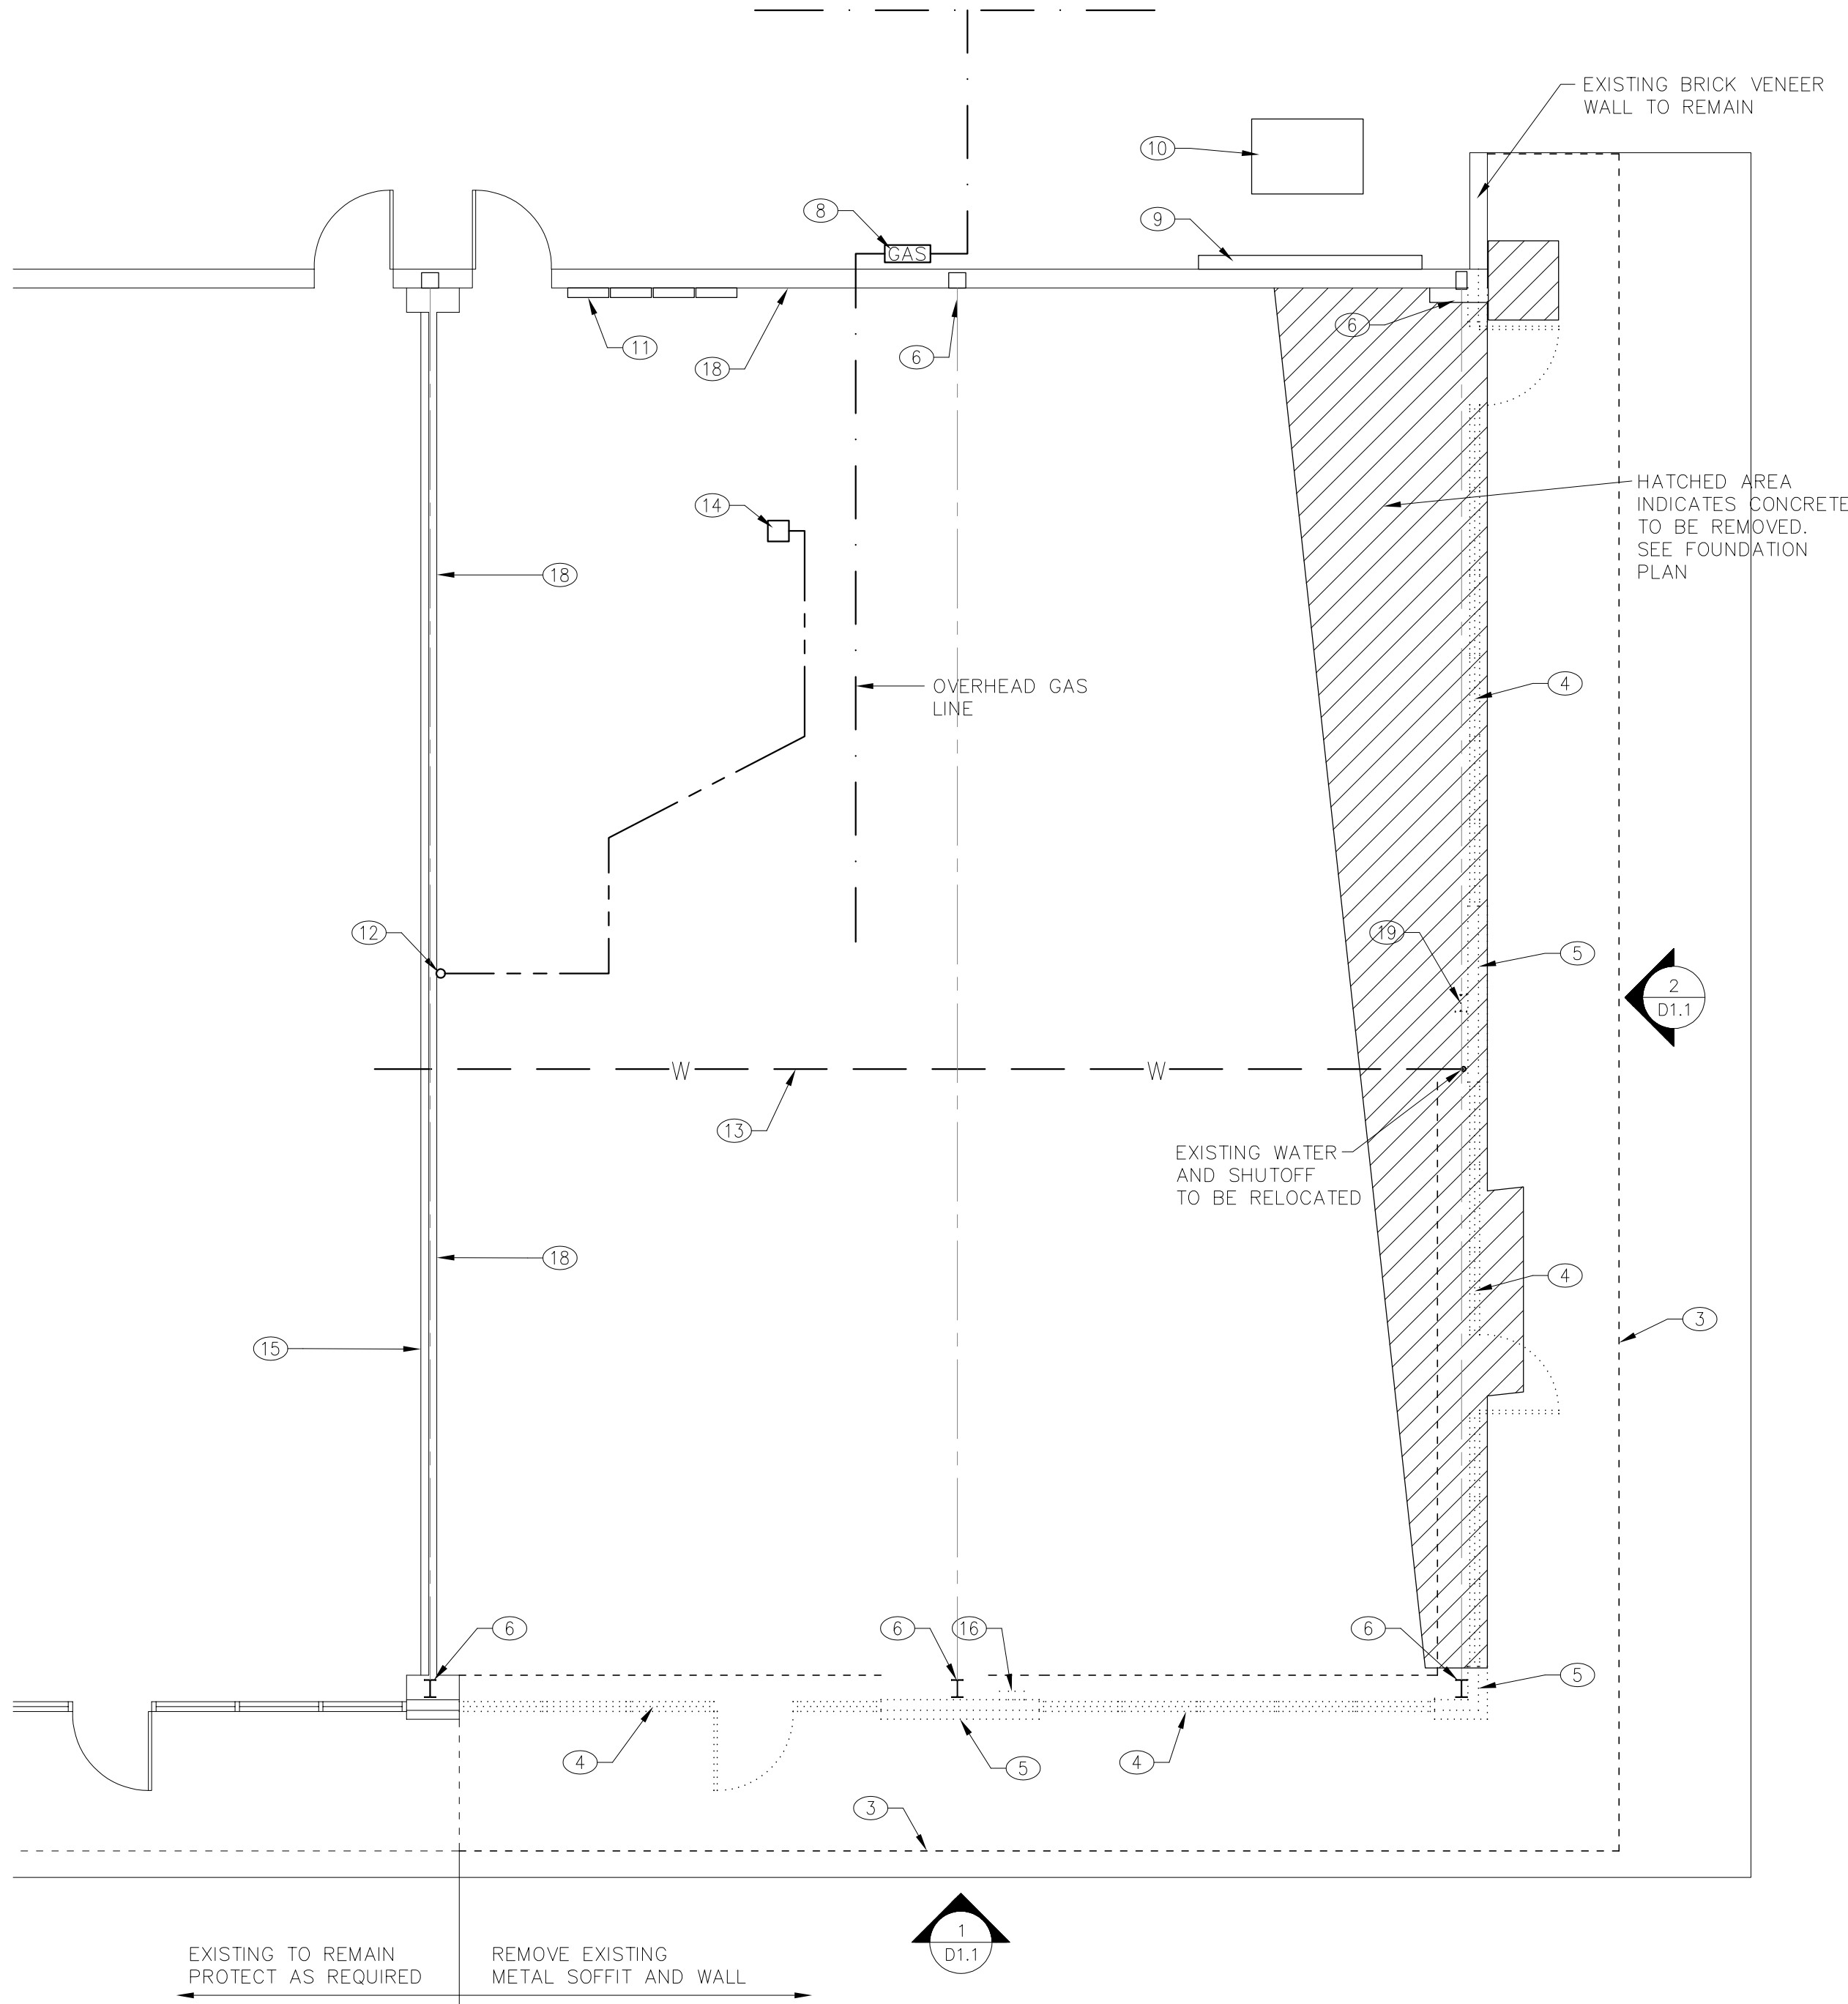 EXISTING BRICK VENEER
WALL TO REMAIN
10
8
9
GAS
6
11
6
18
HATCHED AREA
INDICATES CONCRETE
TO BE REMOVED.
SEE FOUNDATION
PLAN
14
18
OVERHEAD GAS
LINE
4
12
19
5
2
D1.1
W
W
13
EXISTING WATER
AND SHUTOFF
TO BE RELOCATED
18
4
3
15
6
6
16
6
5
4
5
4
3
1
D1.1
EXISTING TO REMAIN
PROTECT AS REQUIRED
REMOVE EXISTING
METAL SOFFIT AND WALL